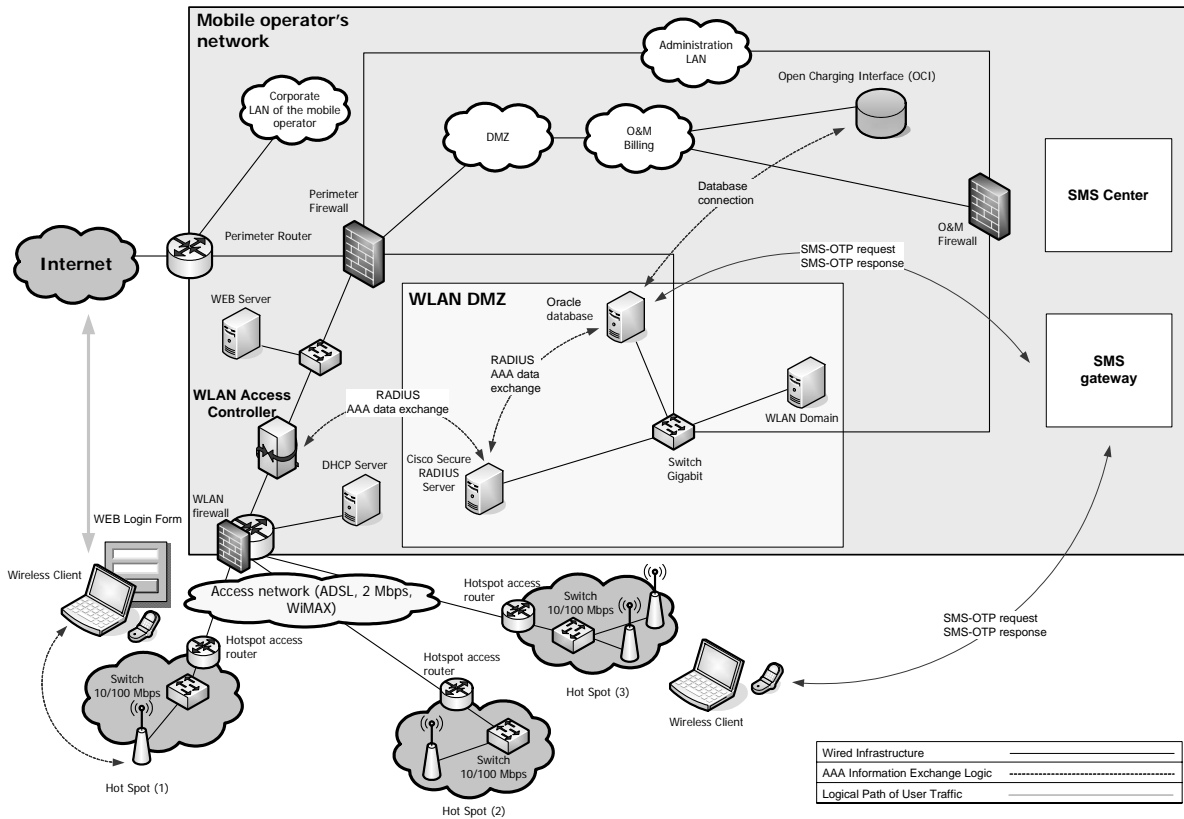 Mobile operator's
network
Administration
LAN
Open Charging Interface (OCI)
Corporate
LAN of the mobile
operator
DMZ
O&M
Billing
SMS Center
Perimeter
Firewall
Database
connection
O&M
Firewall
Perimeter Router
Internet
SMS-OTP request
SMS-OTP response
WEB Server
WLAN DMZ
Oracle
database
SMS
gateway
RADIUS
AAA data
exchange
WLAN Access
Controller
RADIUS
AAA data exchange
WLAN Domain
Cisco Secure
RADIUS
Server
Switch
Gigabit
DHCP Server
WLAN
firewall
WEB Login Form
Wireless Client
Access network (ADSL, 2 Mbps,
WiMAX)
Hotspot access
router
Switch
10/100 Mbps
Hot Spot (3)
SMS-OTP request
SMS-OTP response
Hotspot access
router
Switch
10/100 Mbps
Hot Spot (1)
Hotspot access
router
Switch
10/100 Mbps
Hot Spot (2)
Wireless Client
Wired Infrastructure
AAA Information Exchange Logic
Logical Path of User Traffic